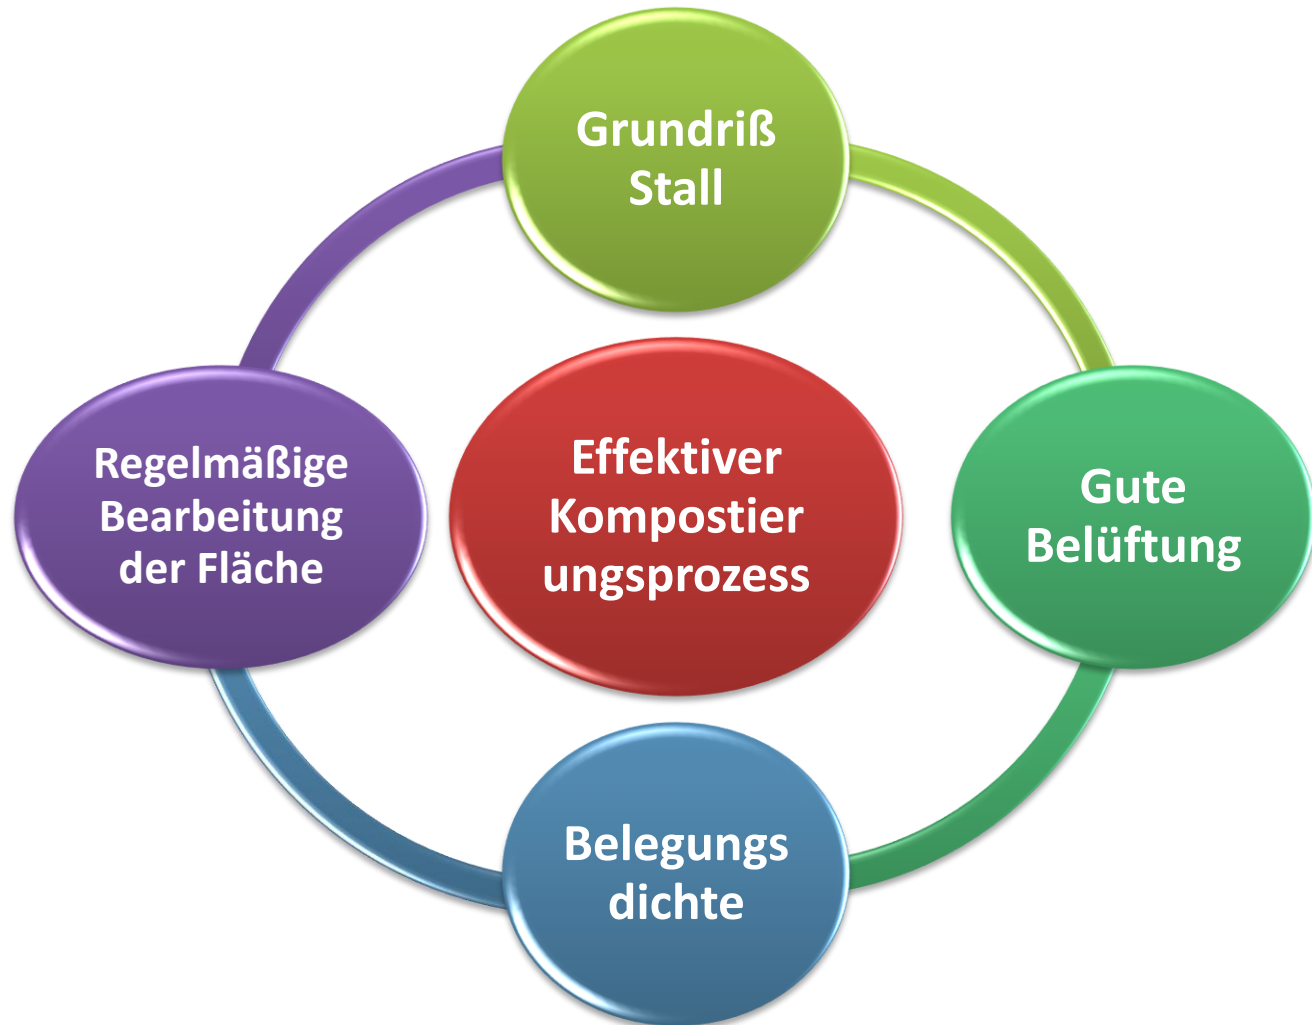 Grundriß
Stall
Regelmäßige
Bearbeitung
der Fläche
Effektiver
Kompostier
ungsprozess
Gute
Belüftung
Belegungs
dichte